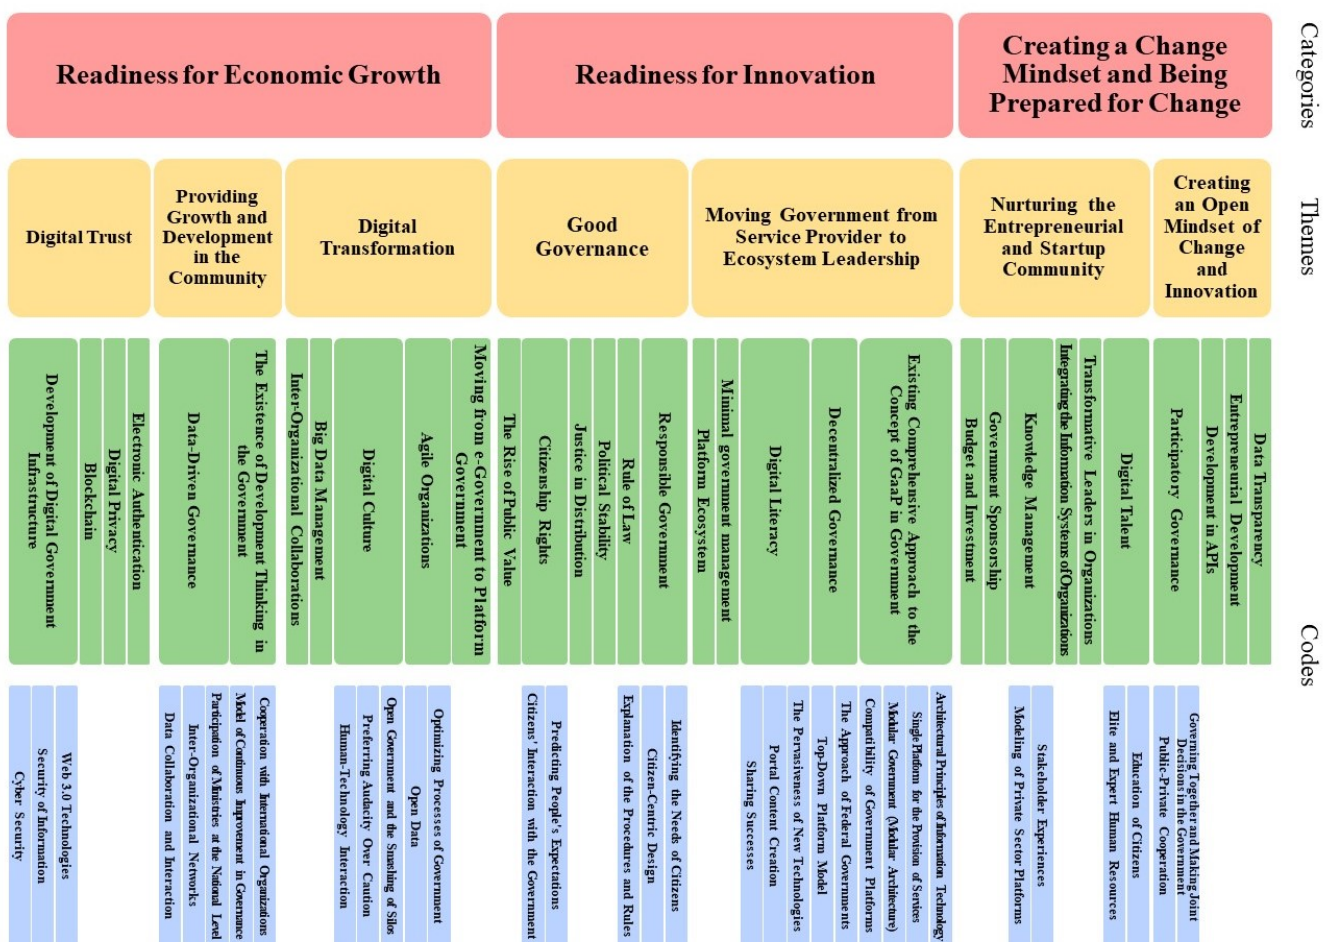 Categories
Readiness for Economic Growth
Readiness for Innovation
Creating a Change
Mindset and Being
Prepared for Change
Themes
Digital Trust
Providing
Growth and
Development
in the
Community
Digital
Transformation
Good
Governance
Moving Government from
Service Provider to
Ecosystem Leadership
Nurturing the
Entrepreneurial
and Startup
Community
Creating
an Open
Mindset of
Change
and
Innovation
Codes
Development of Digital Government
Infrastructure
Blockchain
Digital Privacy
Electronic Authentication
Data-Driven Governance
The Existence of Development Thinking in
the Government
Inter-Organizational Collaborations
Big Data Management
Digital Culture
Agile Organizations
Moving from e-Government to Platform
Government
The Rise of Public Value
Citizenship Rights
Justice in Distribution
Political Stability
Rule of Law
Responsible Government
Platform Ecosystem
Minimal government management
Digital Literacy
Decentralized Governance
Existing Comprehensive Approach to the
Concept of GaaP in Government
Budget and Investment
Government Sponsorship
Knowledge Management
Integrating the Information Systems of Organizations
Transformative Leaders in Organizations
Digital Talent
Participatory Governance
Development in APIs
Entrepreneurial Development
Data Transparency
Cyber Security
Security of Information
Web 3.0 Technologies
Data Collaboration and Interaction
Inter-Organizational Networks
Participation of Ministries at the National Level
Model of Continuous Improvement in Governance
Cooperation with International Organizations
Human-Technology Interaction
Preferring Audacity Over Caution
Open Government and the Smashing of Silos
Open Data
Optimizing Processes of Government
Citizens' Interaction with the Government
Predicting People's Expectations
Explanation of the Procedures and Rules
Citizen-Centric Design
Identifying the Needs of Citizens
Sharing Successes
Portal Content Creation
The Pervasiveness of New Technologies
Top-Down Platform Model
The Approach of Federal Governments
Compatibility of Government Platforms
Modular Government (Modular Architecture)
Single Platform for the Provision of Services
Architectural Principles of Information Technology
Modeling of Private Sector Platforms
Stakeholder Experiences
Elite and Expert Human Resources
Education of Citizens
Public-Private Cooperation
Governing Together and Making Joint
Decisions in the Government